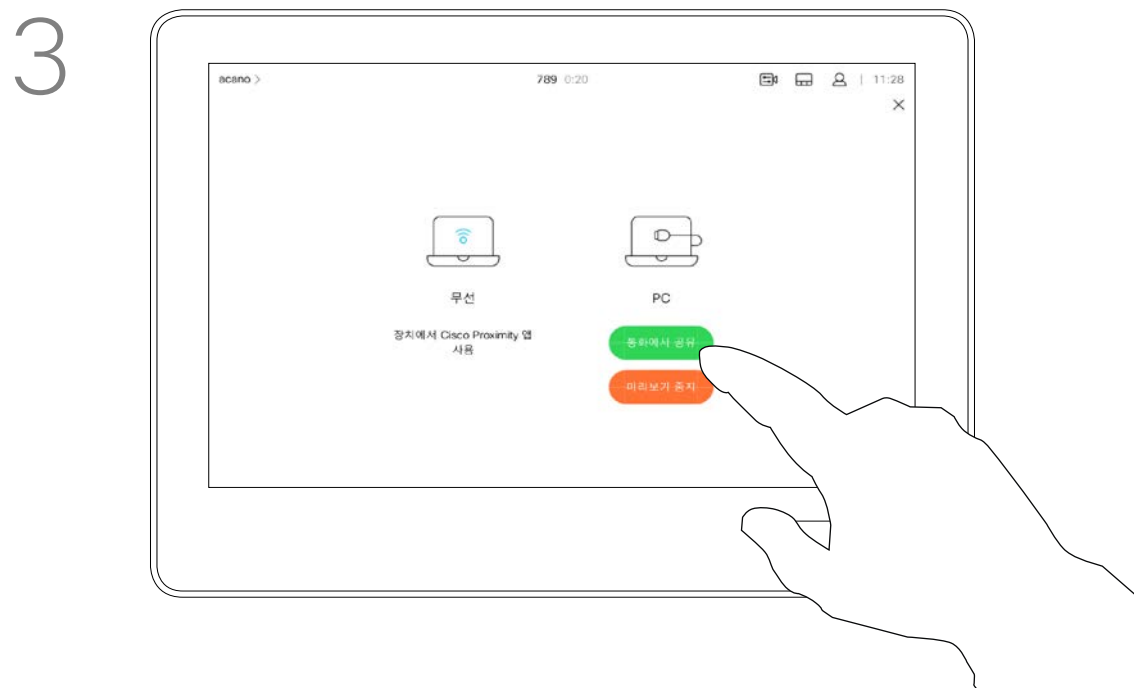 3
acano >
789 0:20
11:28
무선
PC
장치에서 Cisco Proximity 앱
사용
통화에서 공유
미리보기 중지